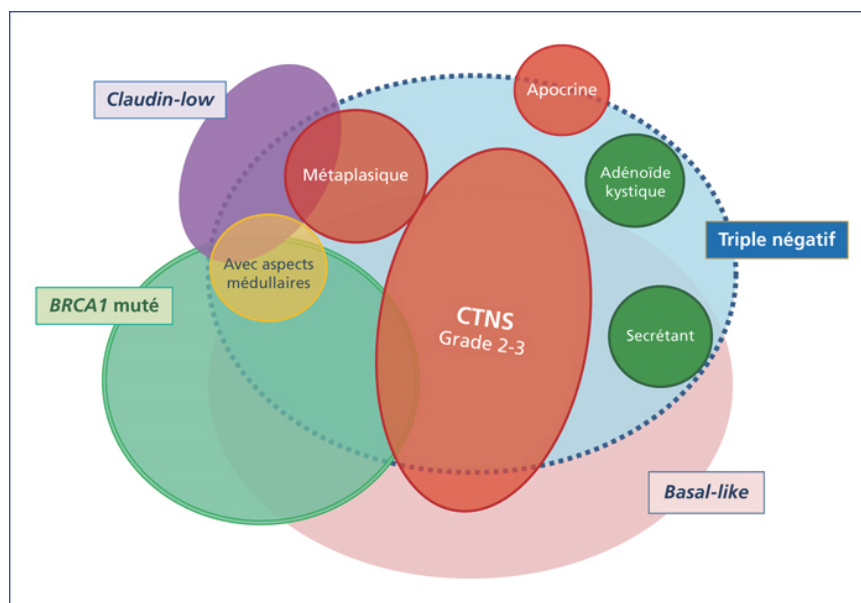 Claudin-low
Apocrine
Métaplasique
Adénoïde
kystique
Triple négatif
Avec aspects
médullaires
BRCA1 muté
CTNS
Grade 2-3
Secrétant
Basal-like